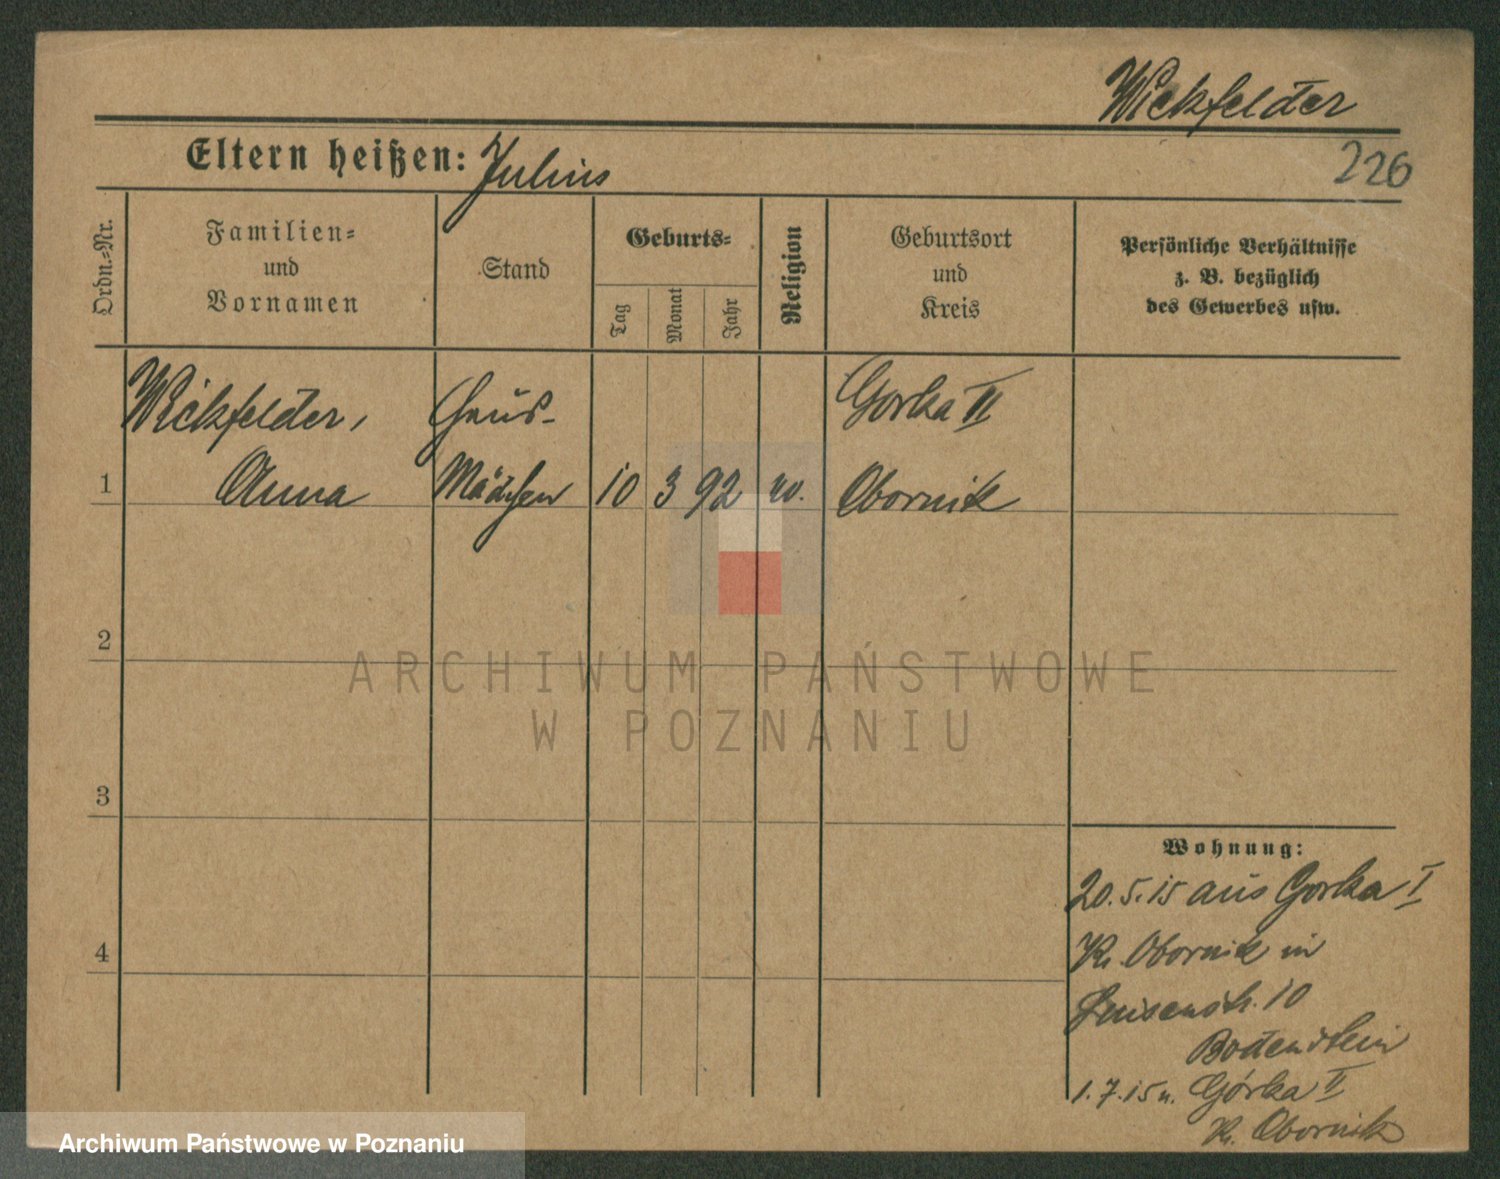 Wickfelder
Eltern heißen: Julius
226
Ordn.-Nr.
Familien-
und
Vornamen
Stand
Geburts-
Tag
Monat
Jahr
Religion
Geburtsort
und
Kreis
Persönliche Verhältnisse
z. B. bezüglich
des Gewerbes usw.
Wickfelder, Haus- Gorka II
1 Anna Mädchen 10 3 92 Obornik
2
3
4
Wohnung:
20.5.15 aus Gorka I
Kr. Obornik in
Luisenstr. 10
Bodenstein
1.7.15 n. Górka II
Kr. Obornik
ARCHIWUM PAŃSTWOWE
W POZNANIU
Archiwum Państwowe w Poznaniu